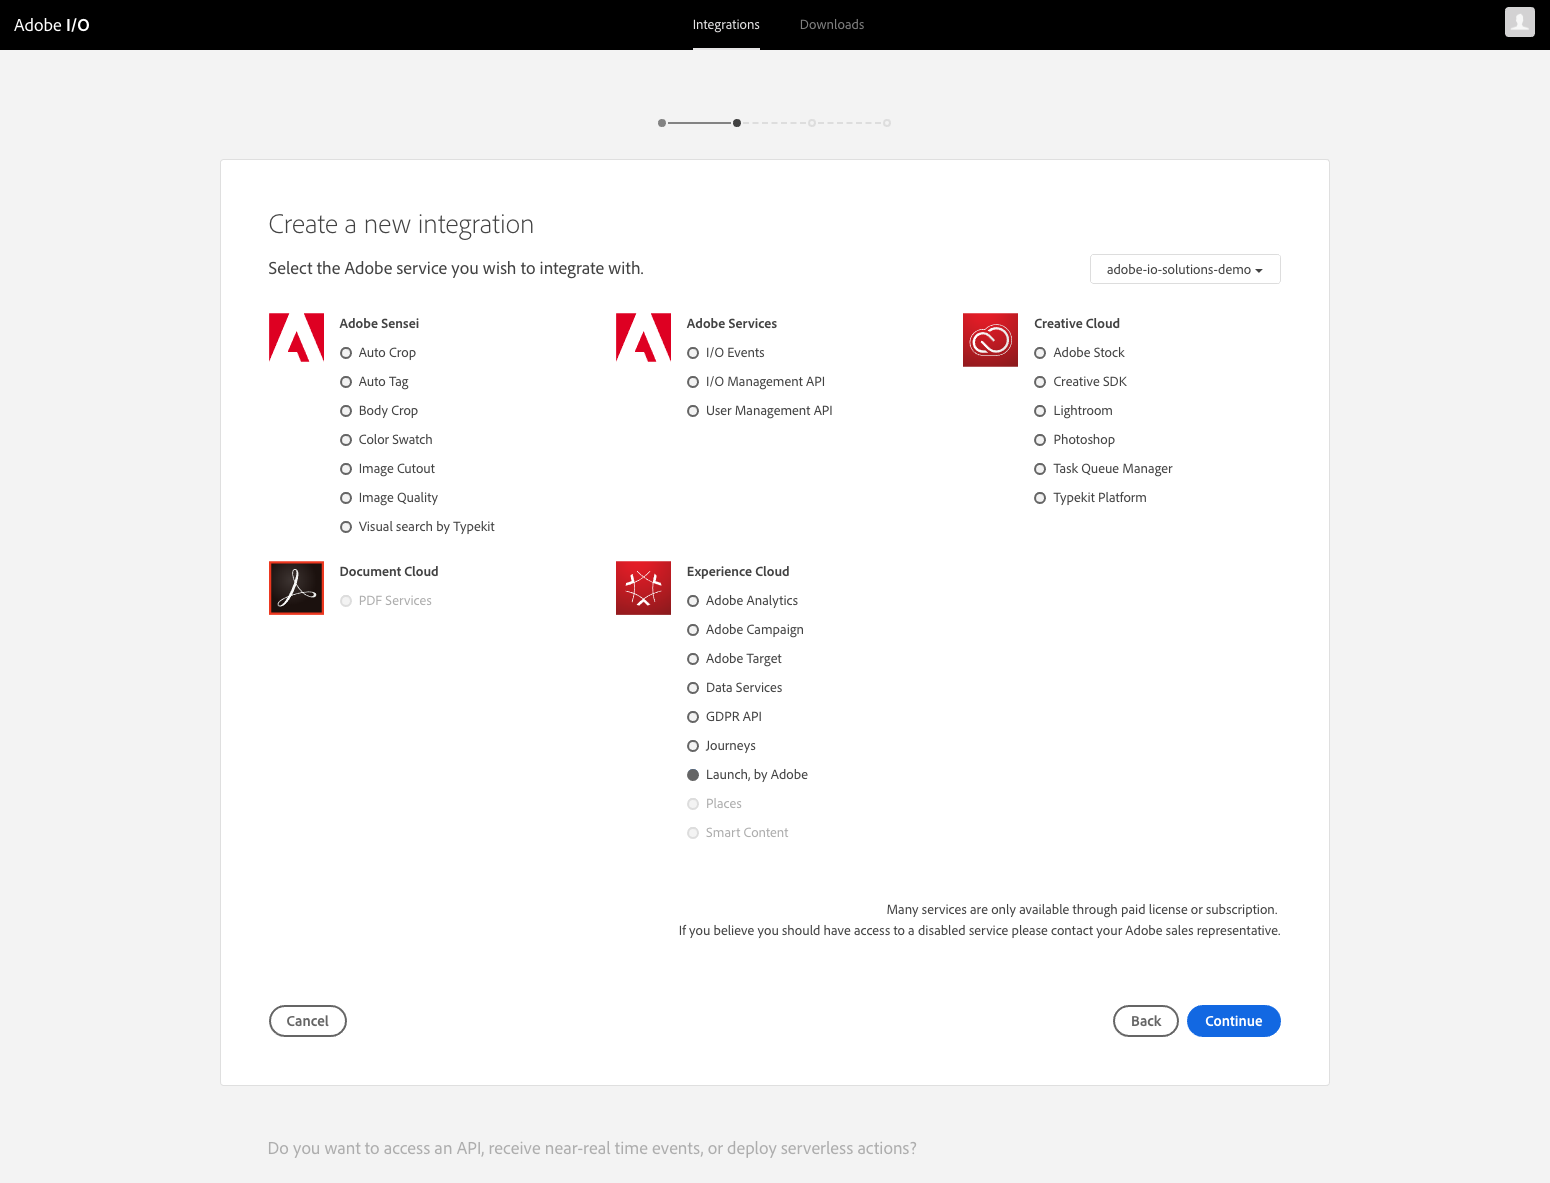 Adobe I/O
Integrations
Downloads
Create a new integration
Select the Adobe service you wish to integrate with.
adobe-io-solutions-demo
Adobe Sensei
Auto Crop
Auto Tag
Body Crop
Color Swatch
Image Cutout
Image Quality
Visual search by Typekit
Adobe Services
I/O Events
I/O Management API
User Management API
Creative Cloud
Adobe Stock
Creative SDK
Lightroom
Photoshop
Task Queue Manager
Typekit Platform
Document Cloud
PDF Services
Experience Cloud
Adobe Analytics
Adobe Campaign
Adobe Target
Data Services
GDPR API
Journeys
Launch, by Adobe
Places
Smart Content
Many services are only available through paid license or subscription.
If you believe you should have access to a disabled service please contact your Adobe sales representative.
Cancel
Back
Continue
Do you want to access an API, receive near-real time events, or deploy serverless actions?